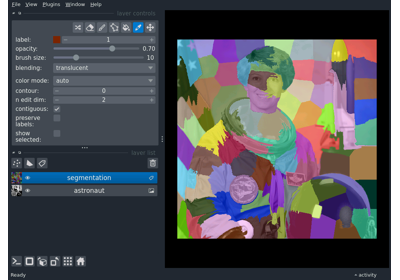 File View Plugins Window Help
layer controls
label: 1
opacity: 0.70
brush size: 10
blending: translucent
color mode: auto
contour: 0
n edit dim: 2
contiguous:
preserve
labels:
show
selected:
layer list
segmentation
astronaut
Ready
activity